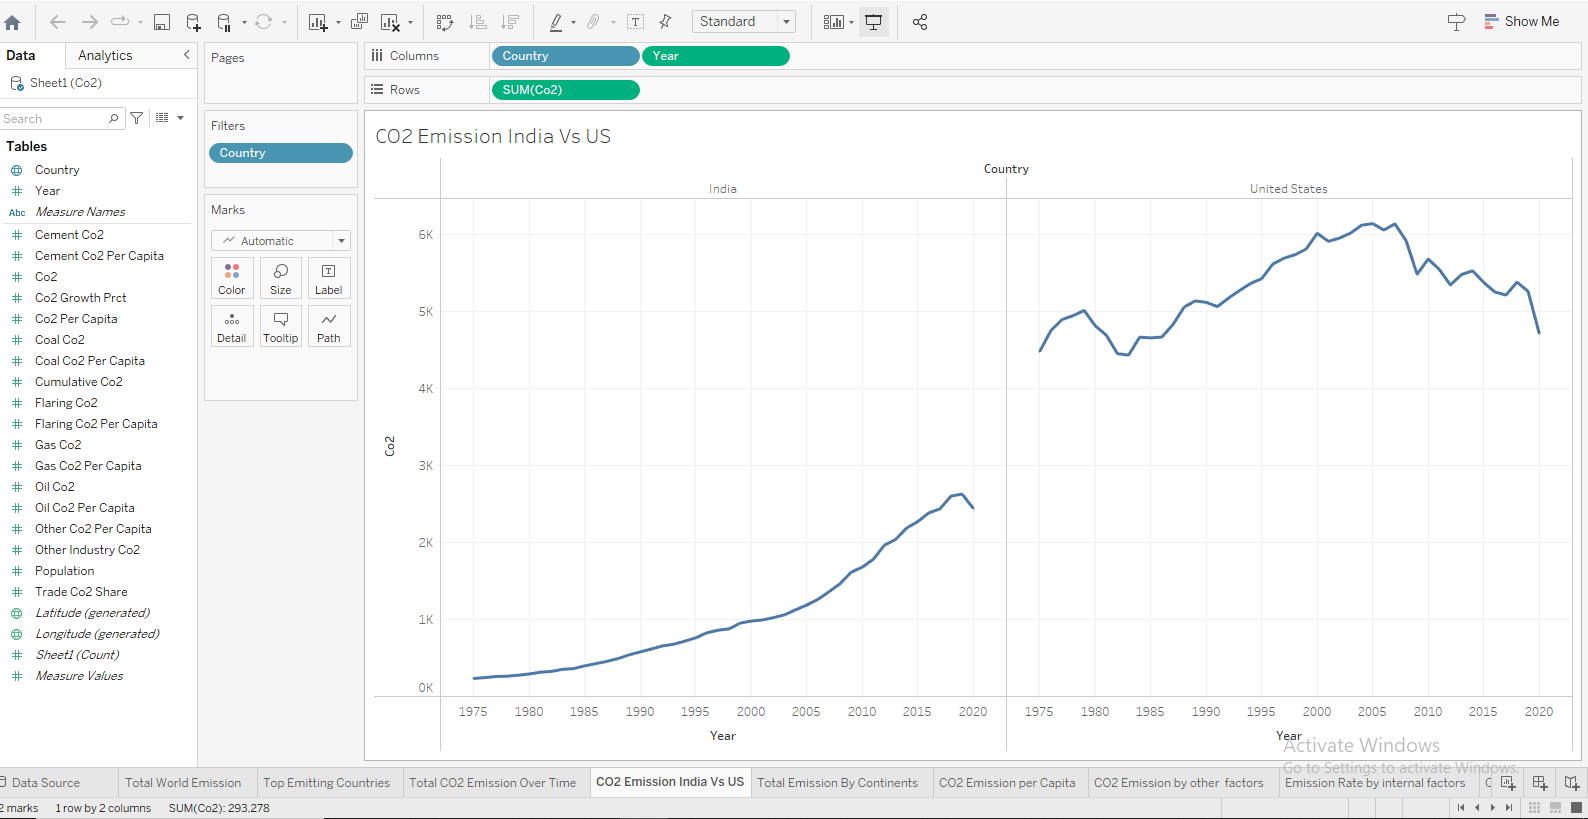 Standard
Show Me
Data
Analytics
Sheet1 (Co2)
Search
Tables
Country
Year
Measure Names
Cement Co2
Cement Co2 Per Capita
Co2
Co2 Growth Prct
Co2 Per Capita
Coal Co2
Coal Co2 Per Capita
Cumulative Co2
Flaring Co2
Flaring Co2 Per Capita
Gas Co2
Gas Co2 Per Capita
Oil Co2
Oil Co2 Per Capita
Other Co2 Per Capita
Other Industry Co2
Population
Trade Co2 Share
Latitude (generated)
Longitude (generated)
Sheet1 (Count)
Measure Values
Abc
Pages
Filters
Country
Marks
Automatic
Color
Size
Label
Detail
Tooltip
Path
Columns
Country
Year
Rows
SUM(Co2)
CO2 Emission India Vs US
Country
India
United States
6K
5K
4K
3K
2K
1K
0K
Co2
1975 1980 1985 1990 1995 2000 2005 2010 2015 2020
1975 1980 1985 1990 1995 2000 2005 2010 2015 2020
Year
Year
Activate Windows
Go to Settings to activate Windows.
Data Source
Total World Emission
Top Emitting Countries
Total CO2 Emission Over Time
CO2 Emission India Vs US
Total Emission By Continents
CO2 Emission per Capita
CO2 Emission by other factors
Emission Rate by internal factors
2 marks
1 row by 2 columns
SUM(Co2): 293,278